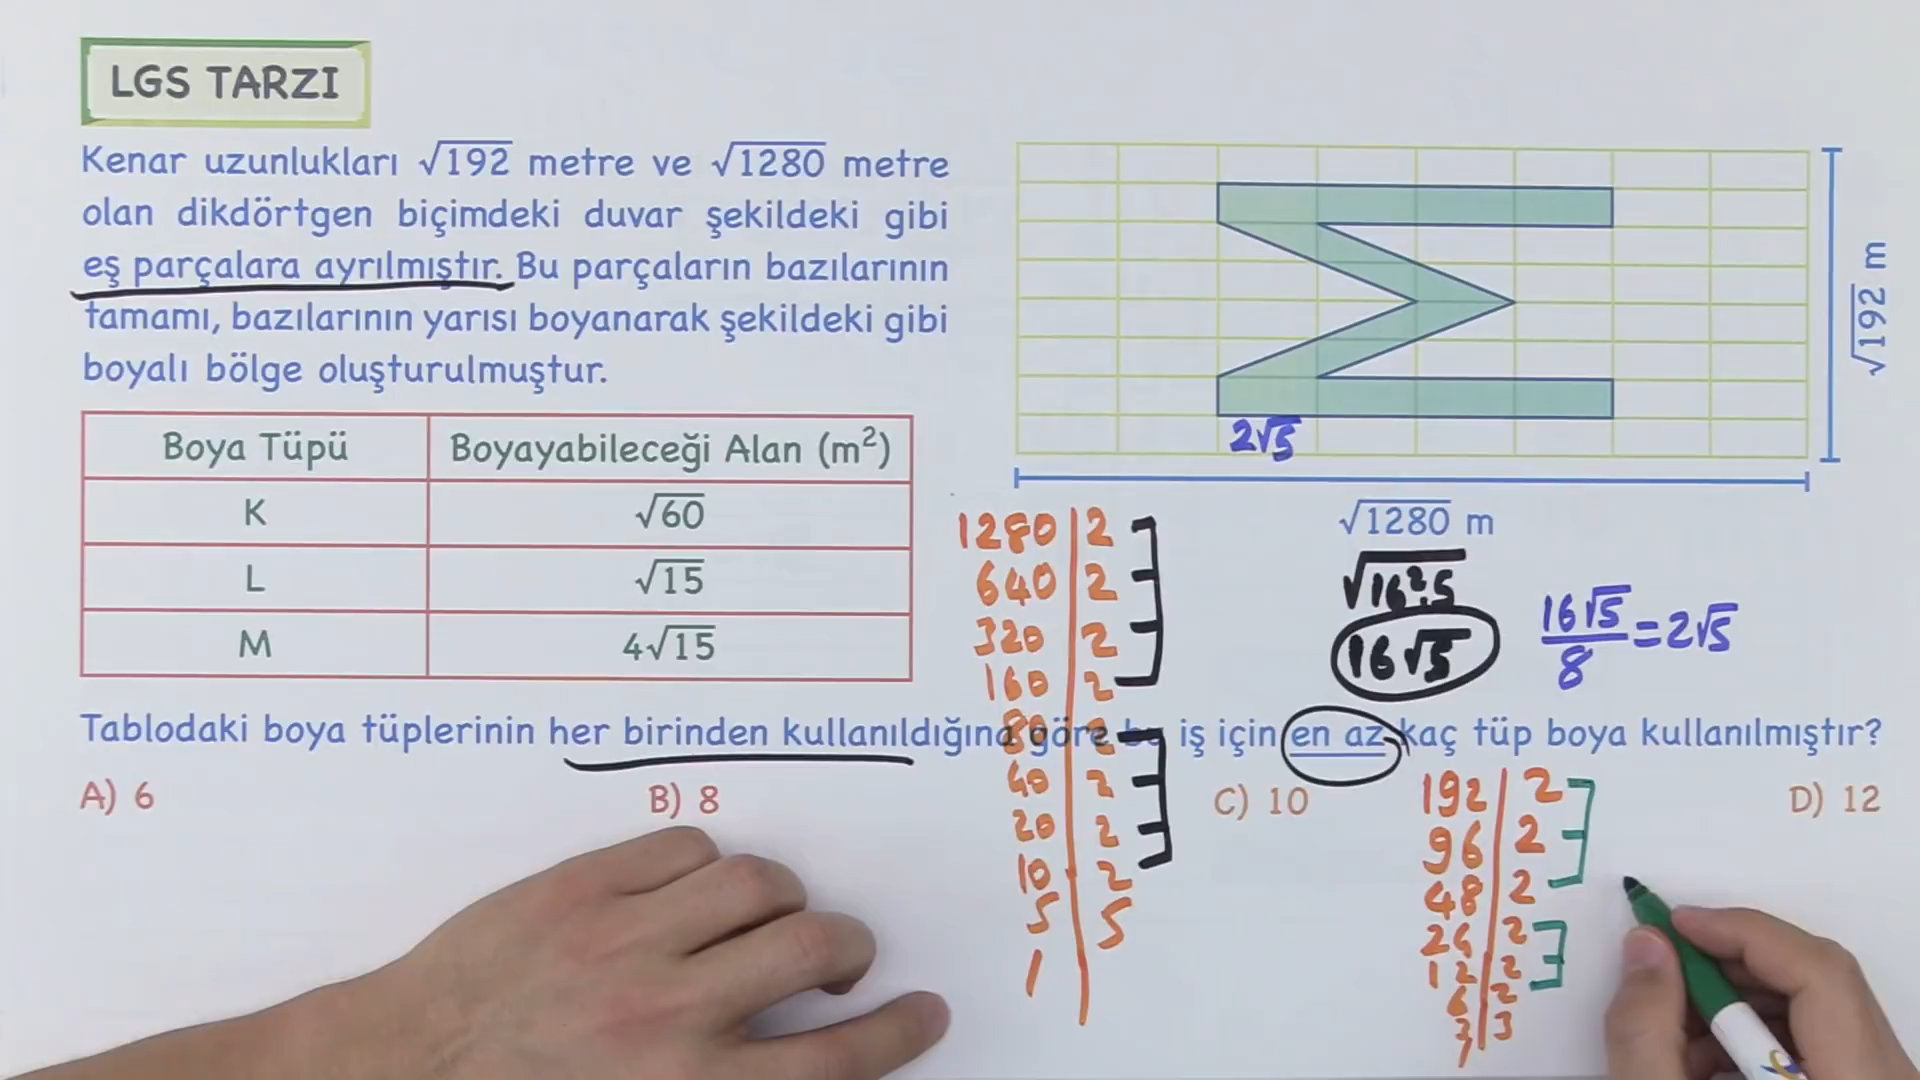 LGS TARZI
Kenar uzunlukları √192 metre ve √1280 metre
olan dikdörtgen biçimdeki duvar şekildeki gibi
eş parçalara ayrılmıştır. Bu parçaların bazılarının
tamamı, bazılarının yarısı boyanarak şekildeki gibi
boyalı bölge oluşturulmuştur.
Boya Tüpü Boyayabileceği Alan (m²)
K √60
L √15
M 4√15
√192 m
2√5
√1280 m
√16².5
16√5
16√5/8=2√5
1280 2
640 2
320 2
160 2
80 2
40 2
20 2
10 2
5 5
1
Tablodaki boya tüplerinin her birinden kullanıldığına göre bu iş için en az kaç tüp boya kullanılmıştır?
A) 6
B) 8
C) 10
D) 12
192 2
96 2
48 2
24 2
12 2
6 2
3 3
1